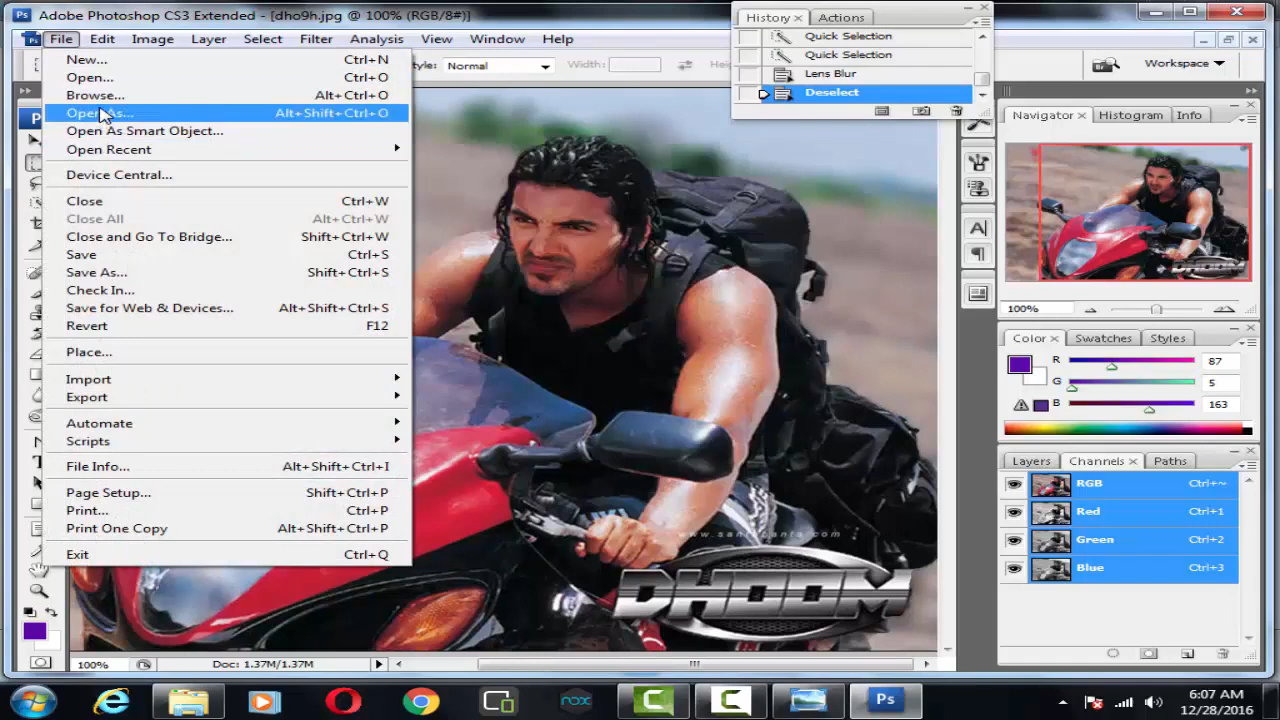 Ps Adobe Photoshop CS3 Extended - [dho9h.jpg @ 100% (RGB/8#)]
File Edit Image Layer Select Filter Analysis View Window Help
New... Ctrl+N
Open... Ctrl+O
Browse... Alt+Ctrl+O
Open As... Alt+Shift+Ctrl+O
Open As Smart Object...
Open Recent
Device Central...
Close Ctrl+W
Close All Alt+Ctrl+W
Close and Go To Bridge... Shift+Ctrl+W
Save Ctrl+S
Save As... Shift+Ctrl+S
Check In...
Save for Web & Devices... Alt+Shift+Ctrl+S
Revert F12
Place...
Import
Export
Automate
Scripts
File Info... Alt+Shift+Ctrl+I
Page Setup... Shift+Ctrl+P
Print... Ctrl+P
Print One Copy Alt+Shift+Ctrl+P
Exit Ctrl+Q
Style: Normal Width:
History Actions
Quick Selection
Quick Selection
Lens Blur
Deselect
Workspace
Navigator Histogram Info
DHOOM
100%
Color Swatches Styles
R 87
G 5
B 163
Layers Channels Paths
RGB Ctrl+~
Red Ctrl+1
Green Ctrl+2
Blue Ctrl+3
DHOOM
100% Doc: 1.37M/1.37M
nox
Ps
6:07 AM
12/28/2016